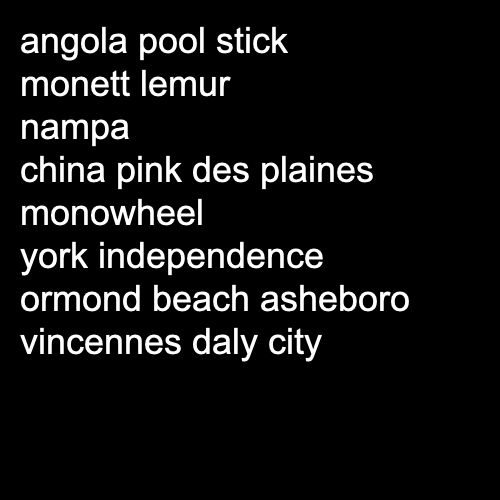 angola pool stick
monett lemur
nampa
china pink des plaines
monowheel
york independence
ormond beach asheboro
vincennes daly city